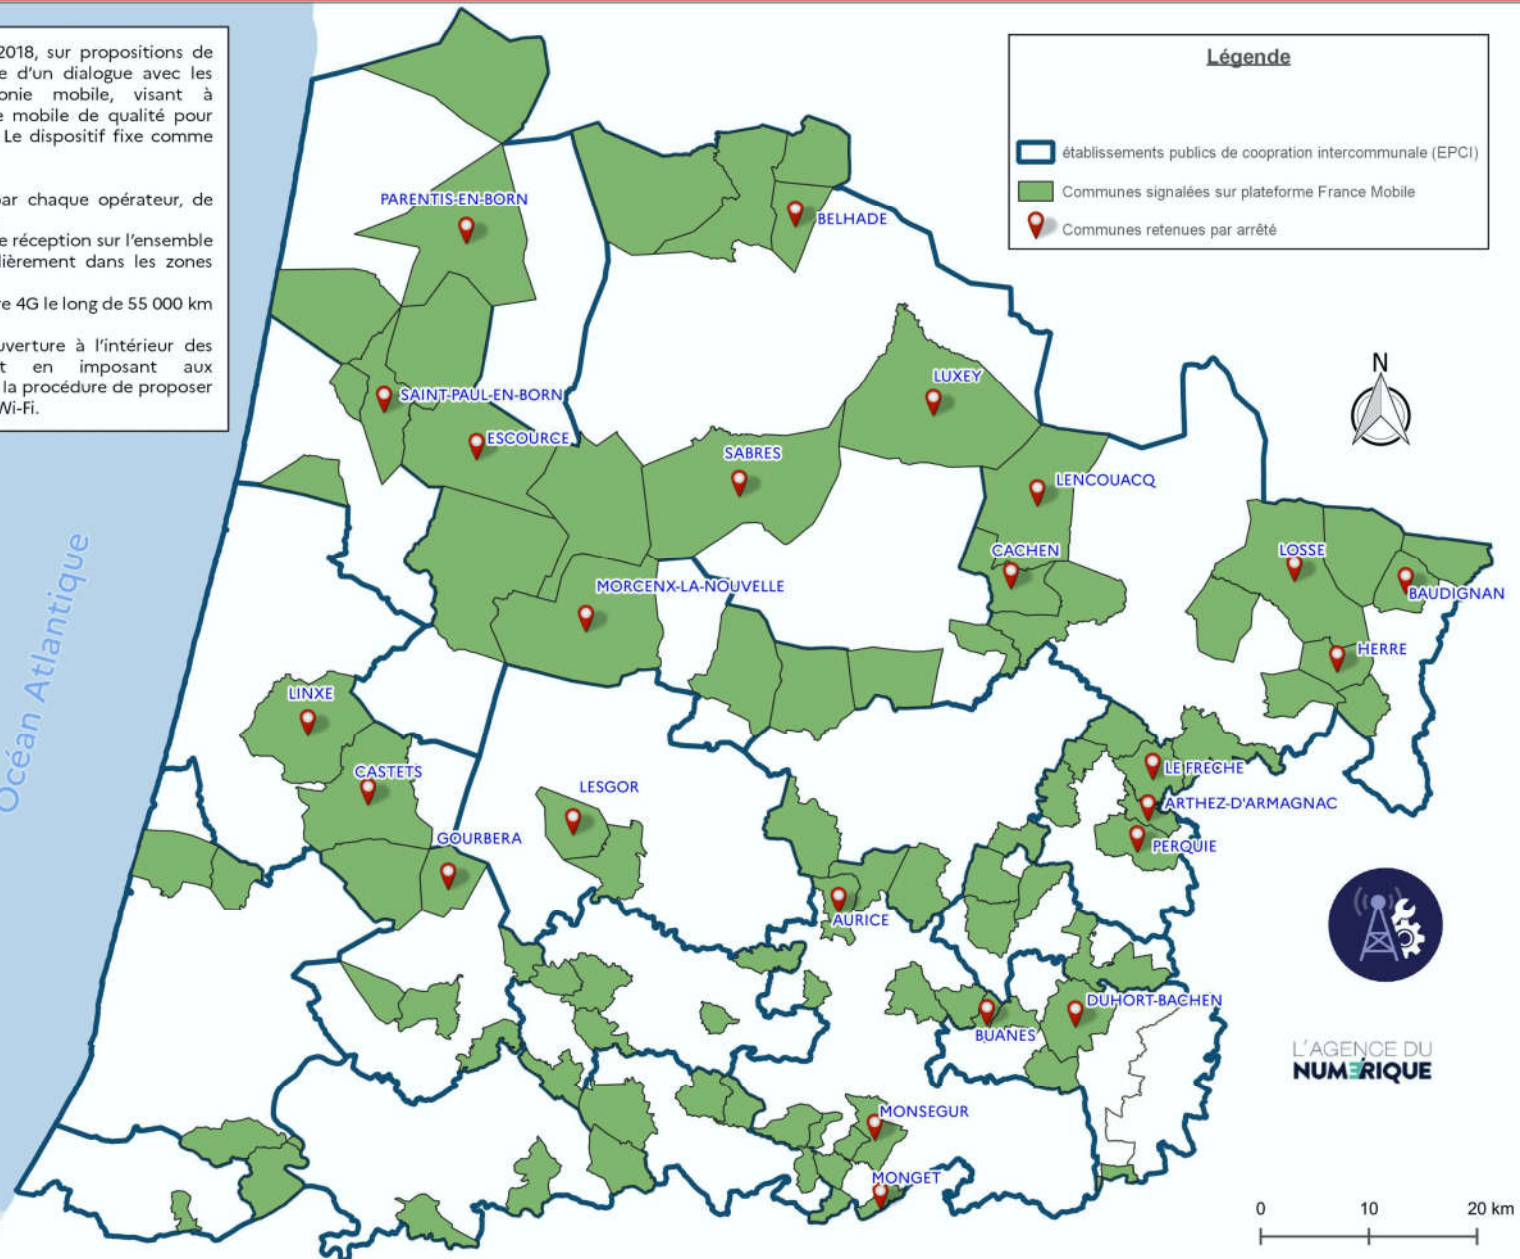 2018, sur propositions de
e d'un dialogue avec les
onie mobile, visant à
e mobile de qualité pour
Le dispositif fixe comme
par chaque opérateur, de
e réception sur l'ensemble
lièrement dans les zones
re 4G le long de 55 000 km
uverture à l'intérieur des
t en imposant aux
la procédure de proposer
Wi-Fi.
Légende
établissements publics de coopration intercommunale (EPCI)
Communes signalées sur plateforme France Mobile
Communes retenues par arrêté
N
PARENTIS-EN-BORN
BELHADE
LUXEY
SAINT-PAUL-EN-BORN
ESCOURCE
SABRES
LENCOUACQ
CACHEN
LOSSE
BAUDIGNAN
MORCENX-LA-NOUVELLE
HERRE
Océan Atlantique
LINXE
CASTETS
LESGOR
LE FRECHE
ARTHEZ-D'ARMAGNAC
GOURBERA
PERQUIE
AURICE
DUHORT-BACHEN
BUANES
L'AGENCE DU
NUMÉRIQUE
MONSEGUR
MONGET
0 10 20 km